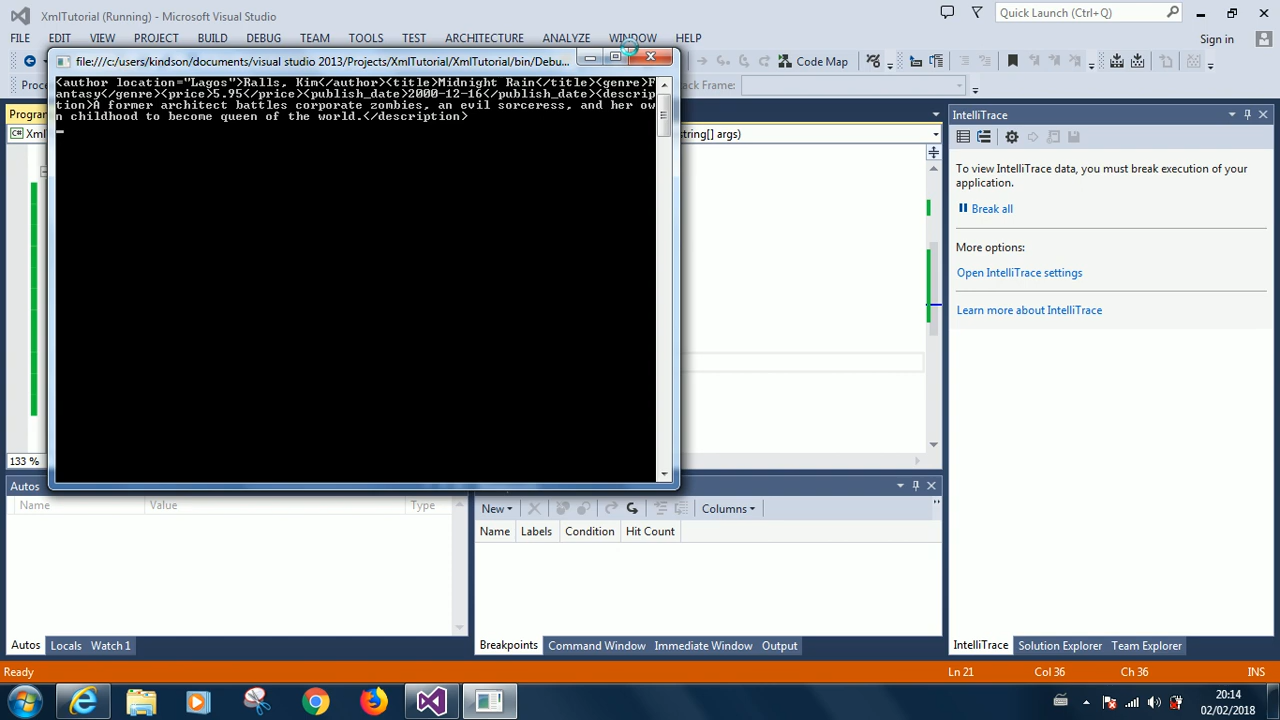 XmlTutorial (Running) - Microsoft Visual Studio
Quick Launch (Ctrl+Q)
FILE EDIT VIEW PROJECT BUILD DEBUG TEAM TOOLS TEST ARCHITECTURE ANALYZE WINDOW HELP
Sign in
file:///c:/users/kindson/documents/visual studio 2013/Projects/XmlTutorial/XmlTutorial/bin/Debu...
Code Map
Proce
Stack Frame:
<author location="Lagos">Ralls, Kim</author><title>Midnight Rain</title><genre>F
antasy</genre><price>5.95</price><publish_date>2000-12-16</publish_date><descrip
tion>A former architect battles corporate zombies, an evil sorceress, and her ow
n childhood to become queen of the world.</description>
Program
Xm
string[] args)
IntelliTrace
To view IntelliTrace data, you must break execution of your
application.
Break all
More options:
Open IntelliTrace settings
Learn more about IntelliTrace
133 %
Autos
Name Value Type
New Columns
Name Labels Condition Hit Count
Autos Locals Watch 1
Breakpoints Command Window Immediate Window Output
IntelliTrace Solution Explorer Team Explorer
Ready
Ln 21 Col 36 Ch 36 INS
20:14
02/02/2018